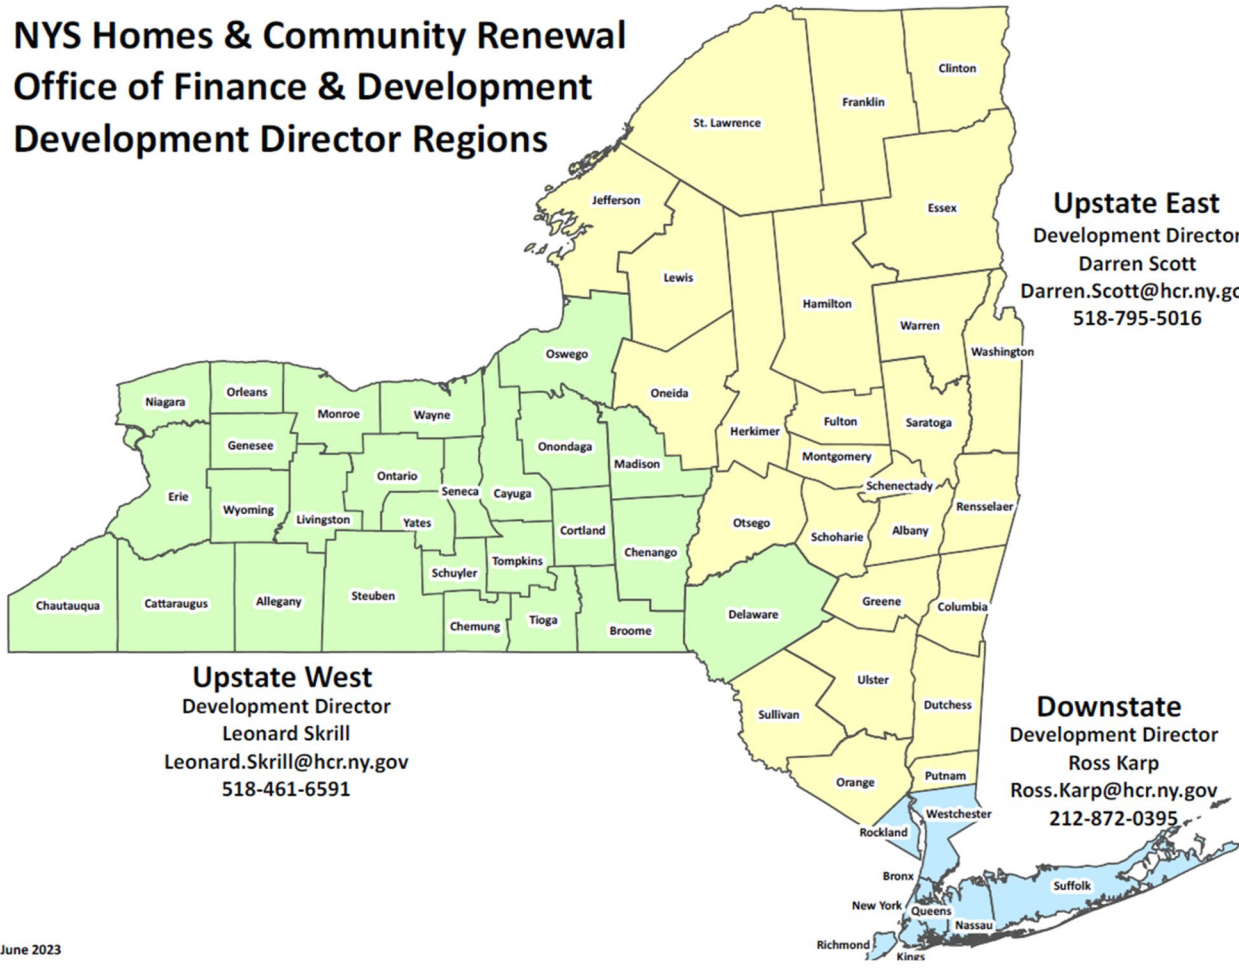 NYS Homes & Community Renewal
Office of Finance & Development
Development Director Regions
Clinton
Franklin
St. Lawrence
Jefferson
Essex
Lewis
Hamilton
Warren
Washington
Upstate East
Development Director
Darren Scott
Darren.Scott@hcr.ny.go
518-795-5016
Oswego
Oneida
Herkimer
Fulton
Saratoga
Montgomery
Schenectady
Niagara
Orleans
Monroe
Wayne
Genesee
Onondaga
Madison
Ontario
Seneca
Cayuga
Erie
Wyoming
Livingston
Yates
Cortland
Chenango
Otsego
Schoharie
Albany
Rensselaer
Schuyler
Tompkins
Chautauqua
Cattaraugus
Allegany
Steuben
Chemung
Tioga
Broome
Delaware
Greene
Columbia
Ulster
Sullivan
Dutchess
Orange
Putnam
Upstate West
Development Director
Leonard Skrill
Leonard.Skrill@hcr.ny.gov
518-461-6591
Downstate
Development Director
Ross Karp
Ross.Karp@hcr.ny.gov
212-872-0395
Westchester
Rockland
Bronx
New York
Queens
Suffolk
Nassau
Richmond
Kings
June 2023